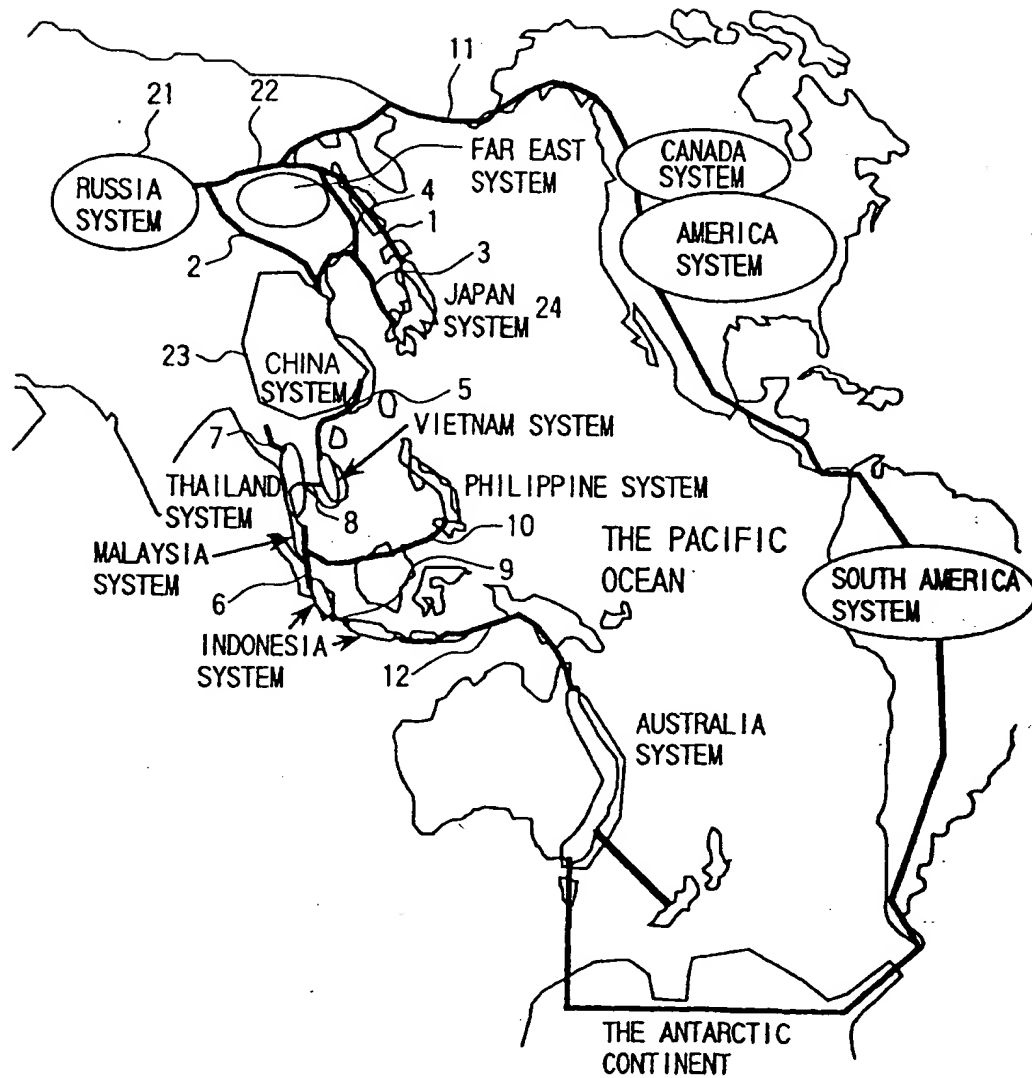 11
21
22
RUSSIA
SYSTEM
FAR EAST
SYSTEM
CANADA
SYSTEM
4
1
AMERICA
SYSTEM
2
3
JAPAN
SYSTEM 24
23
CHINA
SYSTEM
5
7
VIETNAM SYSTEM
THAILAND
SYSTEM
8
PHILIPPINE SYSTEM
10
MALAYSIA
SYSTEM
9
THE PACIFIC
OCEAN
6
SOUTH AMERICA
SYSTEM
INDONESIA
SYSTEM
12
AUSTRALIA
SYSTEM
THE ANTARCTIC
CONTINENT